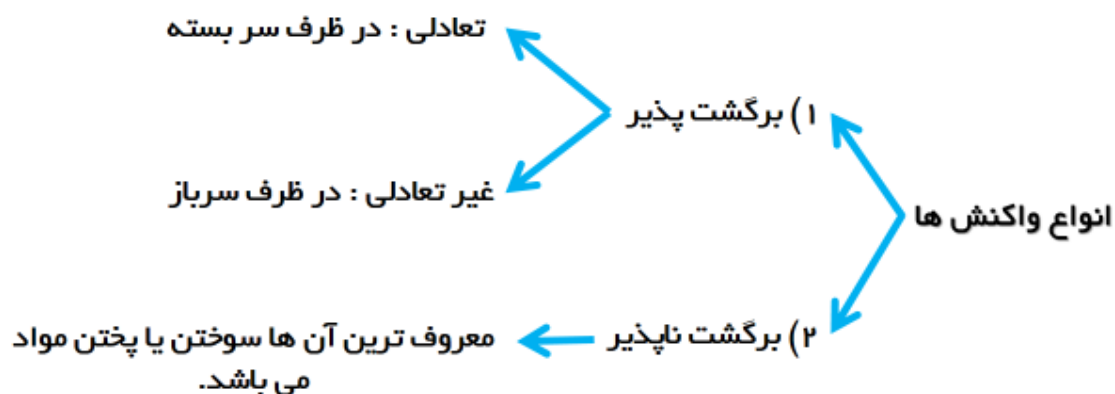 انواع واکنش ها
۱) برگشت پذیر
تعادلی : در ظرف سر بسته
غیر تعادلی : در ظرف سرباز
۲) برگشت ناپذیر
معروف ترین آن ها سوختن یا پختن مواد
می باشد.